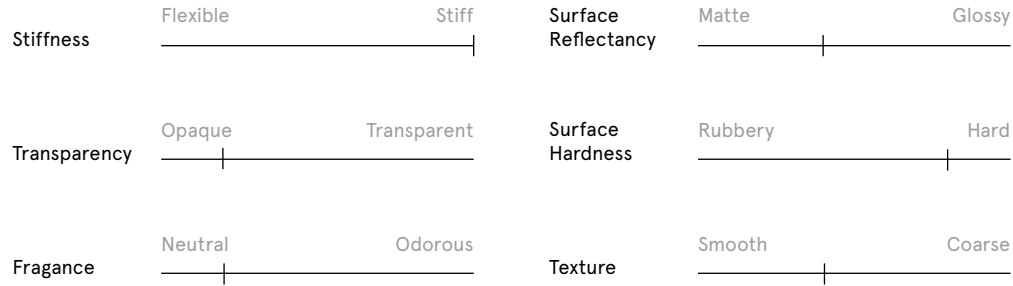 Flexible Stiff
Stiffness
Surface
Reflectancy
Matte Glossy
Opaque Transparent
Transparency
Surface
Hardness
Rubbery Hard
Neutral Odorous
Fragance
Smooth Coarse
Texture